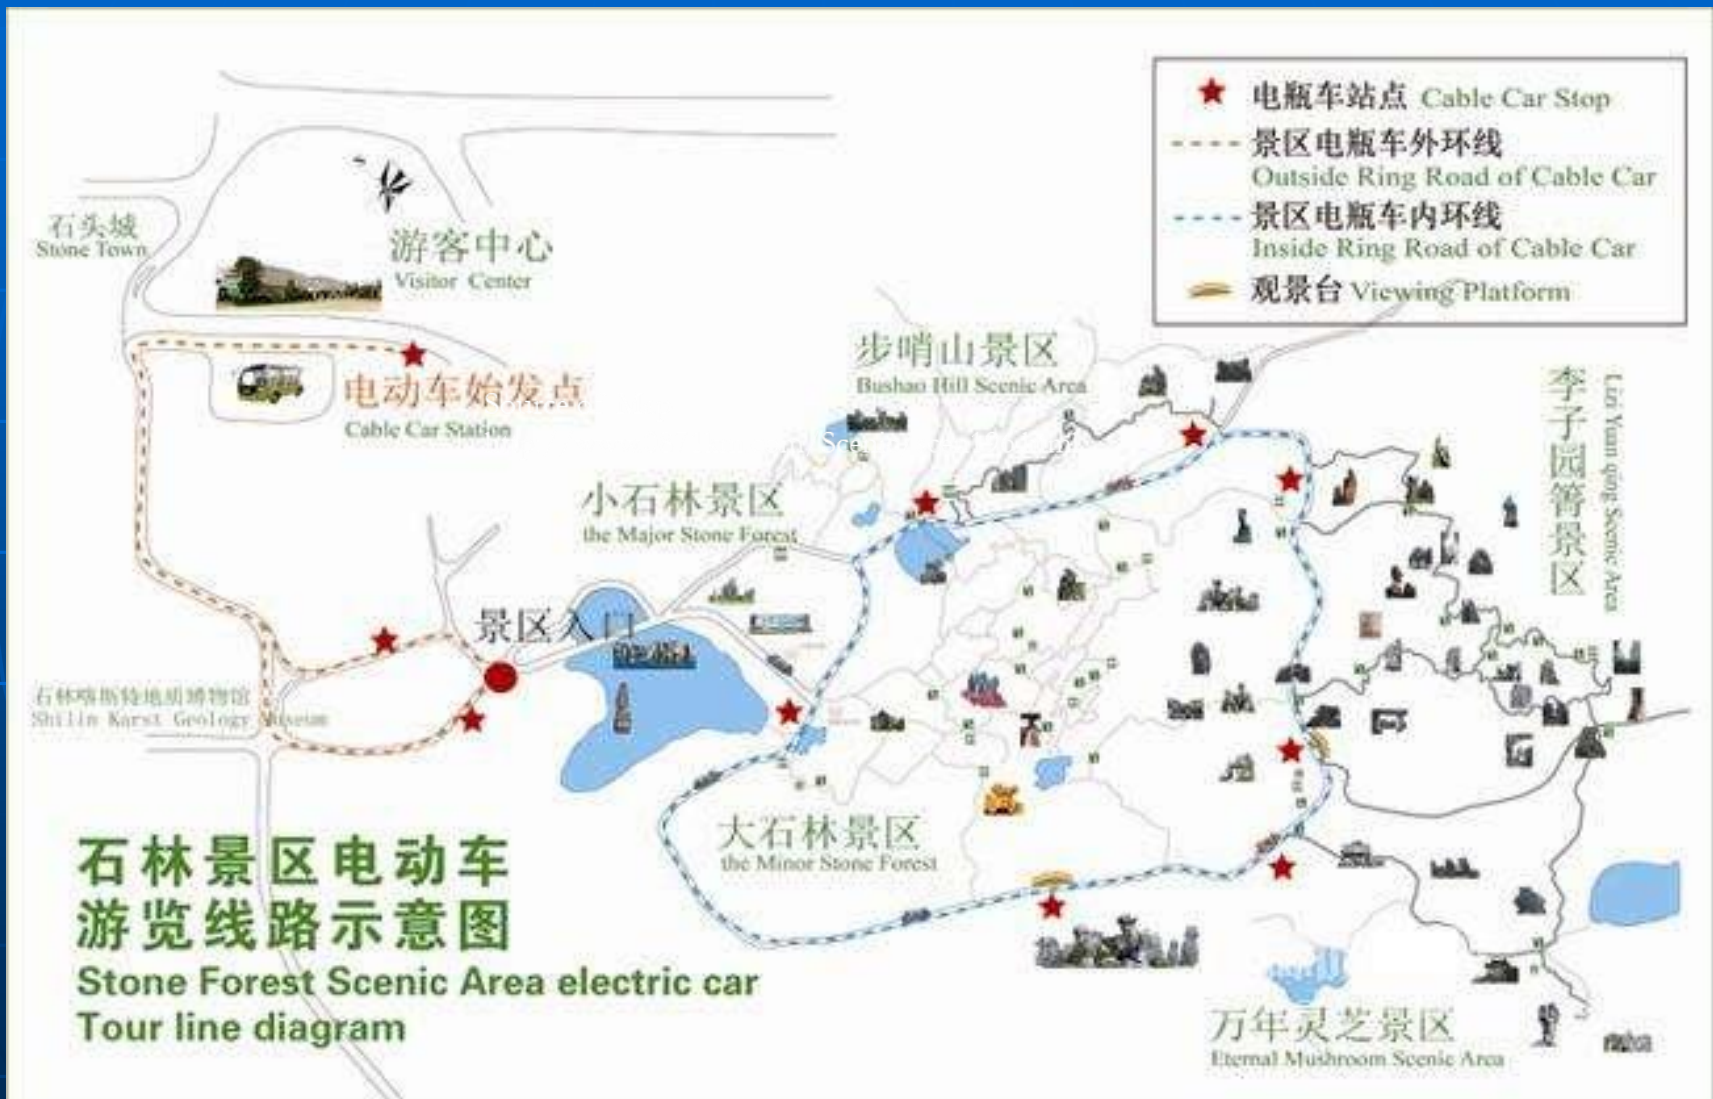 电瓶车站点 Cable Car Stop
景区电瓶车外环线
Outside Ring Road of Cable Car
景区电瓶车内环线
Inside Ring Road of Cable Car
观景台 Viewing Platform
石头城
Stone Town
游客中心
Visitor Center
电动车始发点
Cable Car Station
步哨山景区
Bushao Hill Scenic Area
李子园箐景区
Lizi Yuan qing Scenic Area
小石林景区
the Major Stone Forest
景区入口
石林喀斯特地质博物馆
Shilin Karst Geology Museum
大石林景区
the Minor Stone Forest
石林景区电动车
游览线路示意图
Stone Forest Scenic Area electric car
Tour line diagram
万年灵芝景区
Eternal Mushroom Scenic Area